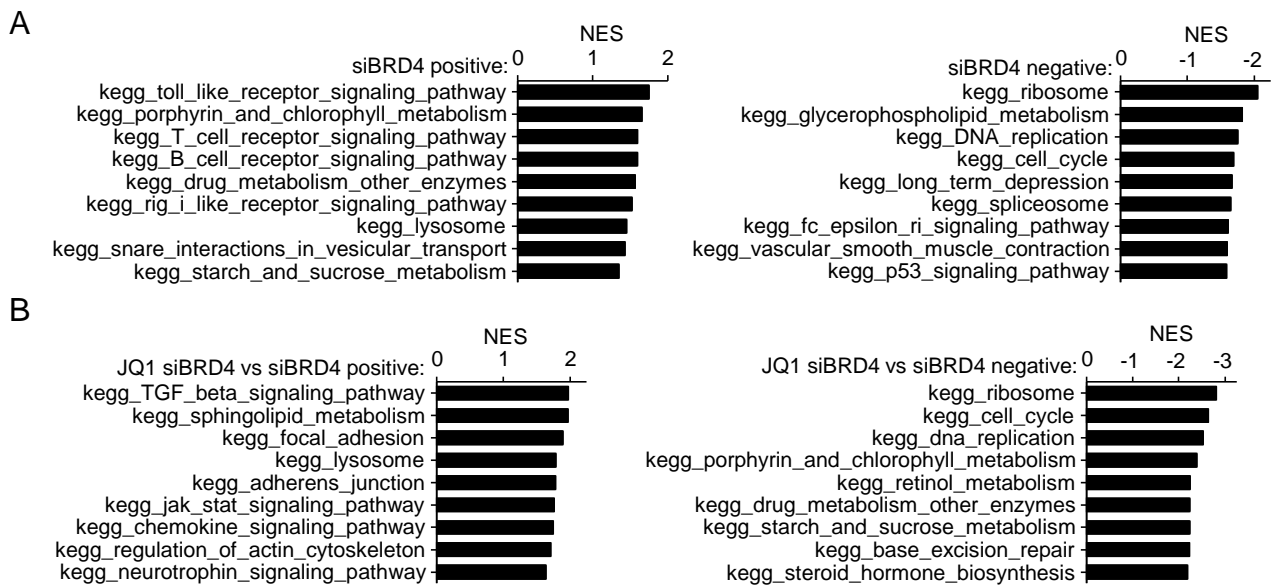 A
NES
siBRD4 positive: 0 1 2
kegg_toll_like_receptor_signaling_pathway
kegg_porphyrin_and_chlorophyll_metabolism
kegg_T_cell_receptor_signaling_pathway
kegg_B_cell_receptor_signaling_pathway
kegg_drug_metabolism_other_enzymes
kegg_rig_i_like_receptor_signaling_pathway
kegg_lysosome
kegg_snare_interactions_in_vesicular_transport
kegg_starch_and_sucrose_metabolism
NES
siBRD4 negative: 0 -1 -2
kegg_ribosome
kegg_glycerophospholipid_metabolism
kegg_DNA_replication
kegg_cell_cycle
kegg_long_term_depression
kegg_spliceosome
kegg_fc_epsilon_ri_signaling_pathway
kegg_vascular_smooth_muscle_contraction
kegg_p53_signaling_pathway
B
NES
JQ1 siBRD4 vs siBRD4 positive: 0 1 2
kegg_TGF_beta_signaling_pathway
kegg_sphingolipid_metabolism
kegg_focal_adhesion
kegg_lysosome
kegg_adherens_junction
kegg_jak_stat_signaling_pathway
kegg_chemokine_signaling_pathway
kegg_regulation_of_actin_cytoskeleton
kegg_neurotrophin_signaling_pathway
NES
JQ1 siBRD4 vs siBRD4 negative: 0 -1 -2 -3
kegg_ribosome
kegg_cell_cycle
kegg_dna_replication
kegg_porphyrin_and_chlorophyll_metabolism
kegg_retinol_metabolism
kegg_drug_metabolism_other_enzymes
kegg_starch_and_sucrose_metabolism
kegg_base_excision_repair
kegg_steroid_hormone_biosynthesis